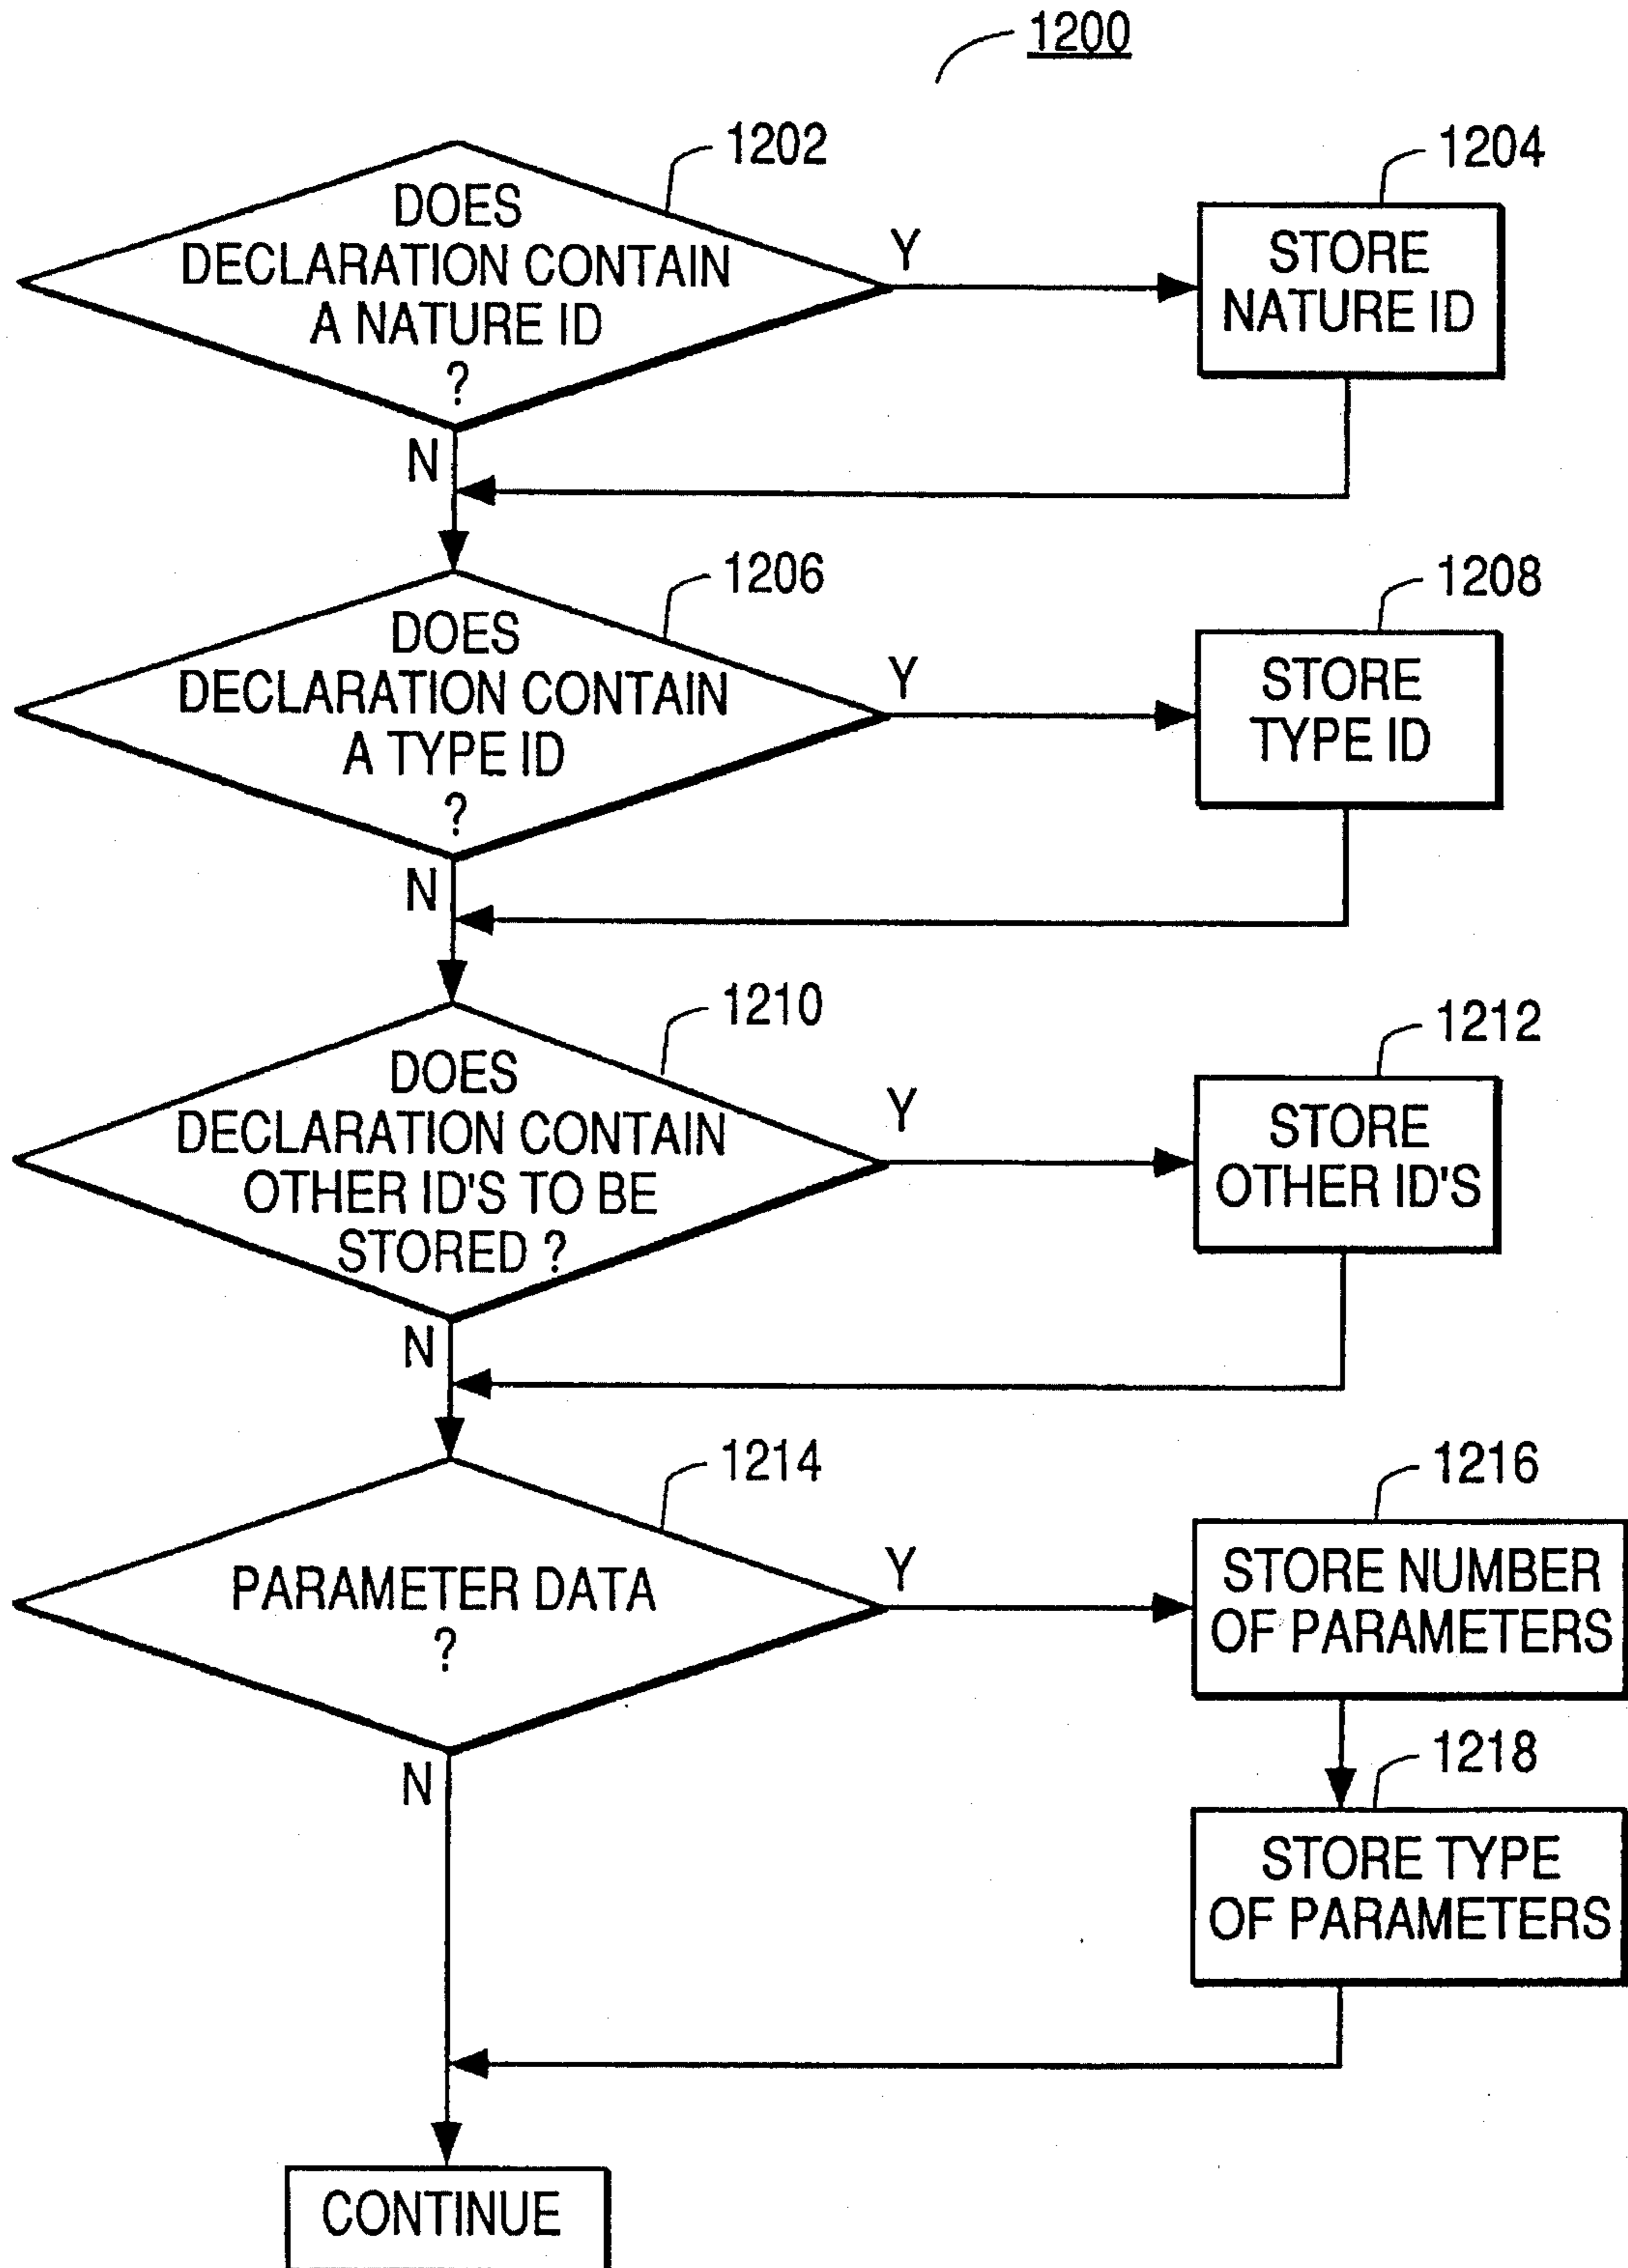 1200
1202
DOES
DECLARATION CONTAIN
A NATURE ID
?
Y
1204
STORE
NATURE ID
N
1206
DOES
DECLARATION CONTAIN
A TYPE ID
?
Y
1208
STORE
TYPE ID
N
1210
DOES
DECLARATION CONTAIN
OTHER ID'S TO BE
STORED ?
Y
1212
STORE
OTHER ID'S
N
1214
PARAMETER DATA
?
Y
1216
STORE NUMBER
OF PARAMETERS
1218
STORE TYPE
OF PARAMETERS
N
CONTINUE